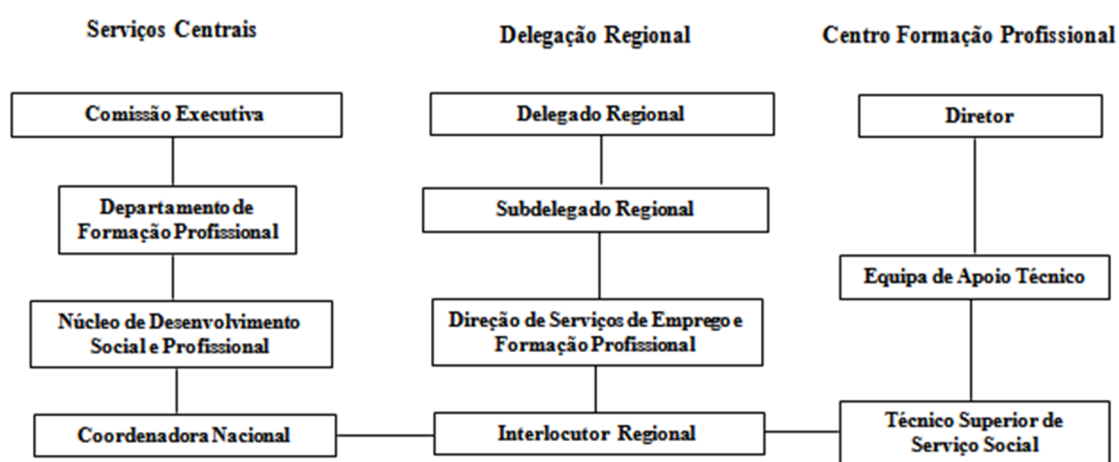 Serviços Centrais
Delegação Regional
Centro Formação Profissional
Comissão Executiva
Delegado Regional
Diretor
Departamento de
Formação Profissional
Subdelegado Regional
Equipa de Apoio Técnico
Núcleo de Desenvolvimento
Social e Profissional
Direção de Serviços de Emprego e
Formação Profissional
Coordenadora Nacional
Interlocutor Regional
Técnico Superior de
Serviço Social